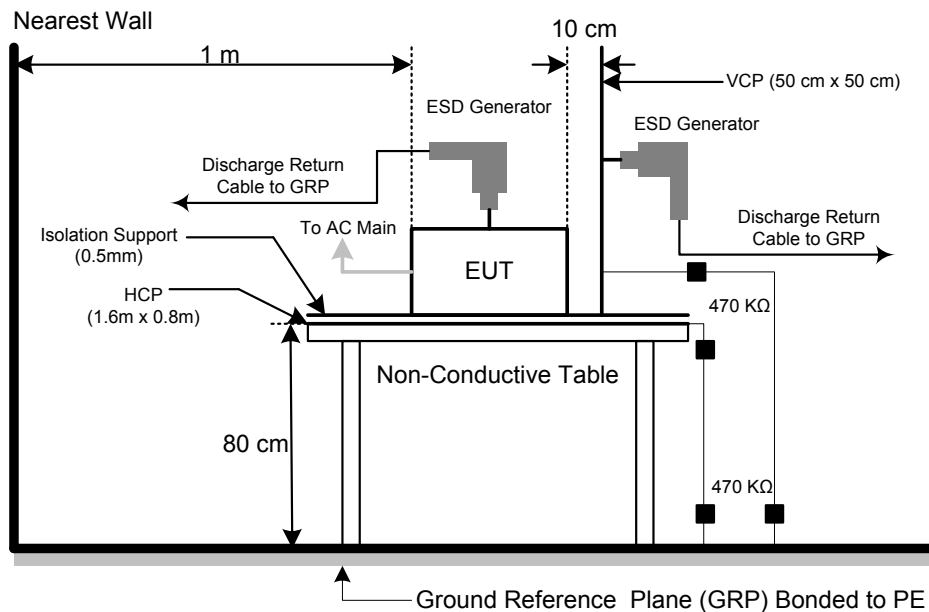 Nearest Wall
1 m
10 cm
VCP (50 cm x 50 cm)
ESD Generator
ESD Generator
Discharge Return
Cable to GRP
To AC Main
Discharge Return
Cable to GRP
Isolation Support
(0.5mm)
EUT
HCP
(1.6m x 0.8m)
470 KΩ
Non-Conductive Table
80 cm
470 KΩ
Ground Reference Plane (GRP) Bonded to PE